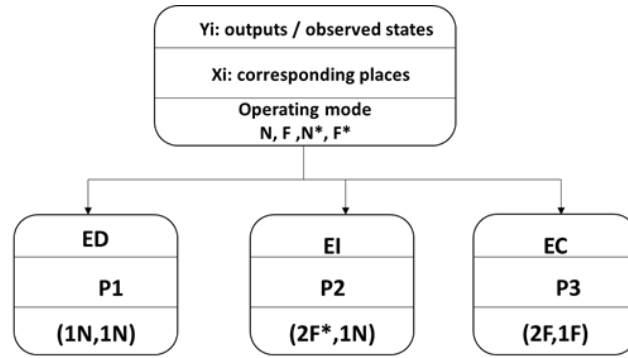 Yi: outputs / observed states
Xi: corresponding places
Operating mode
N, F ,N*, F*
ED
P1
(1N,1N)
EI
P2
(2F*,1N)
EC
P3
(2F,1F)